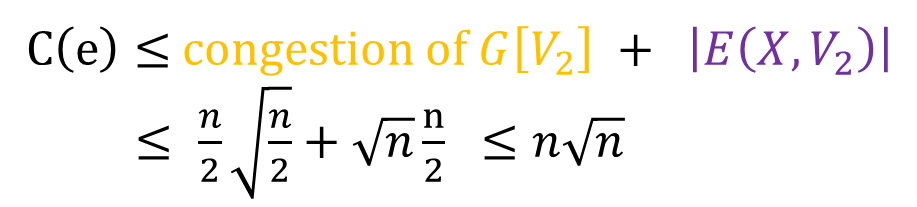 C(e) ≤ congestion of G[V₂] + |E(X, V₂)|
≤ n/2 √(n/2) + √n n/2 ≤ n√n